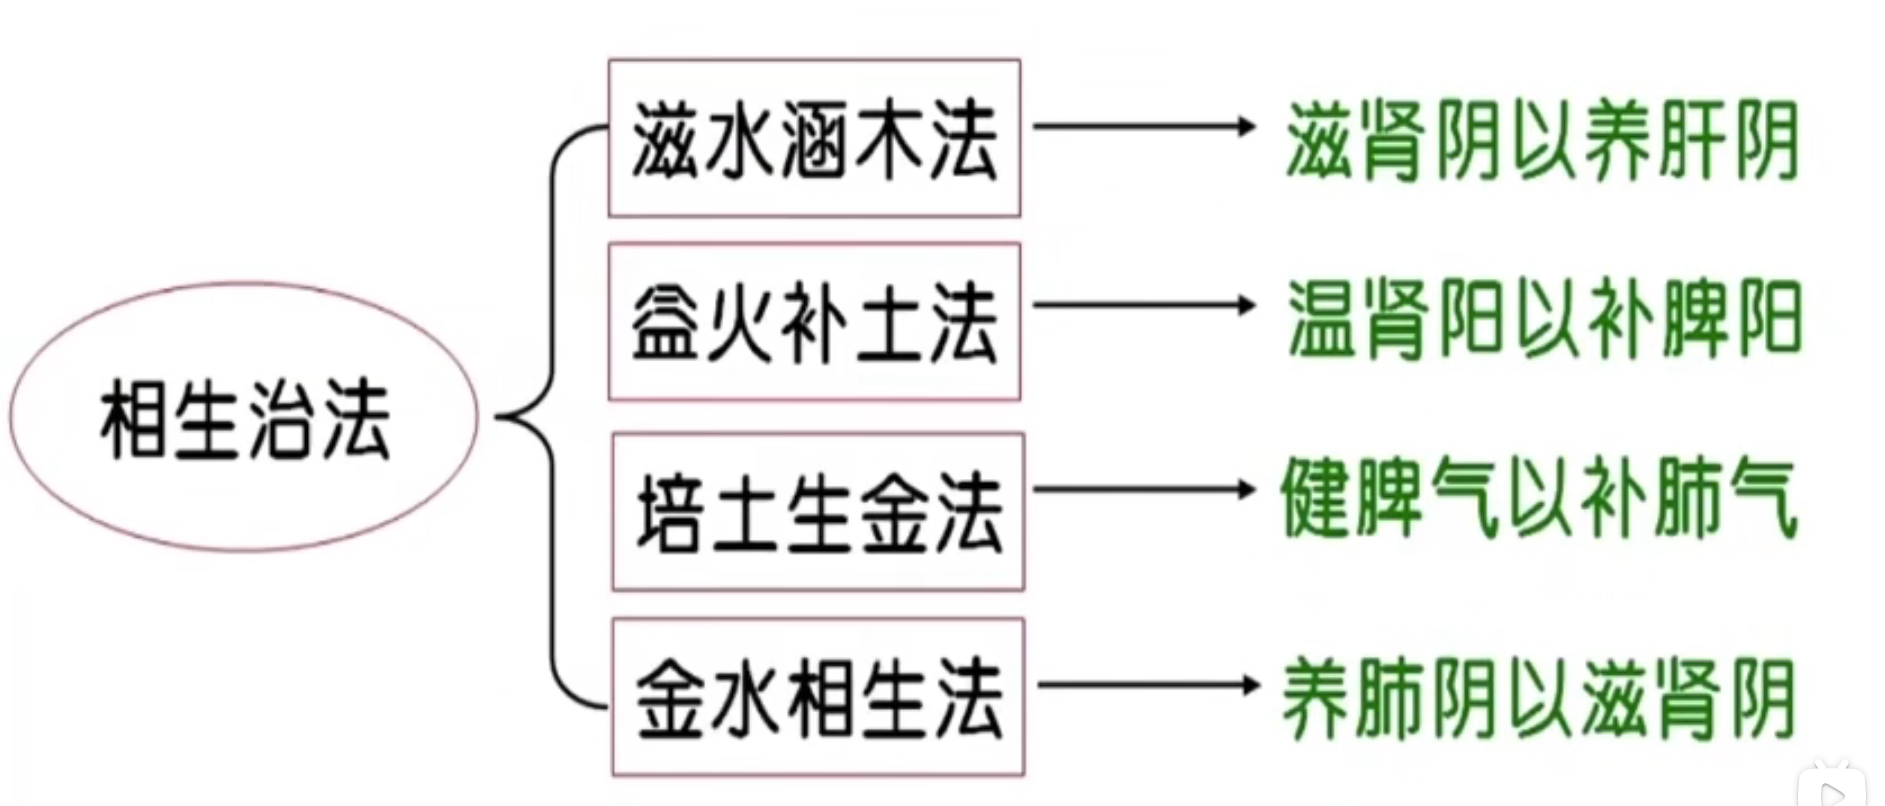 相生治法
滋水涵木法
滋肾阴以养肝阴
益火补土法
温肾阳以补脾阳
培土生金法
健脾气以补肺气
金水相生法
养肺阴以滋肾阴